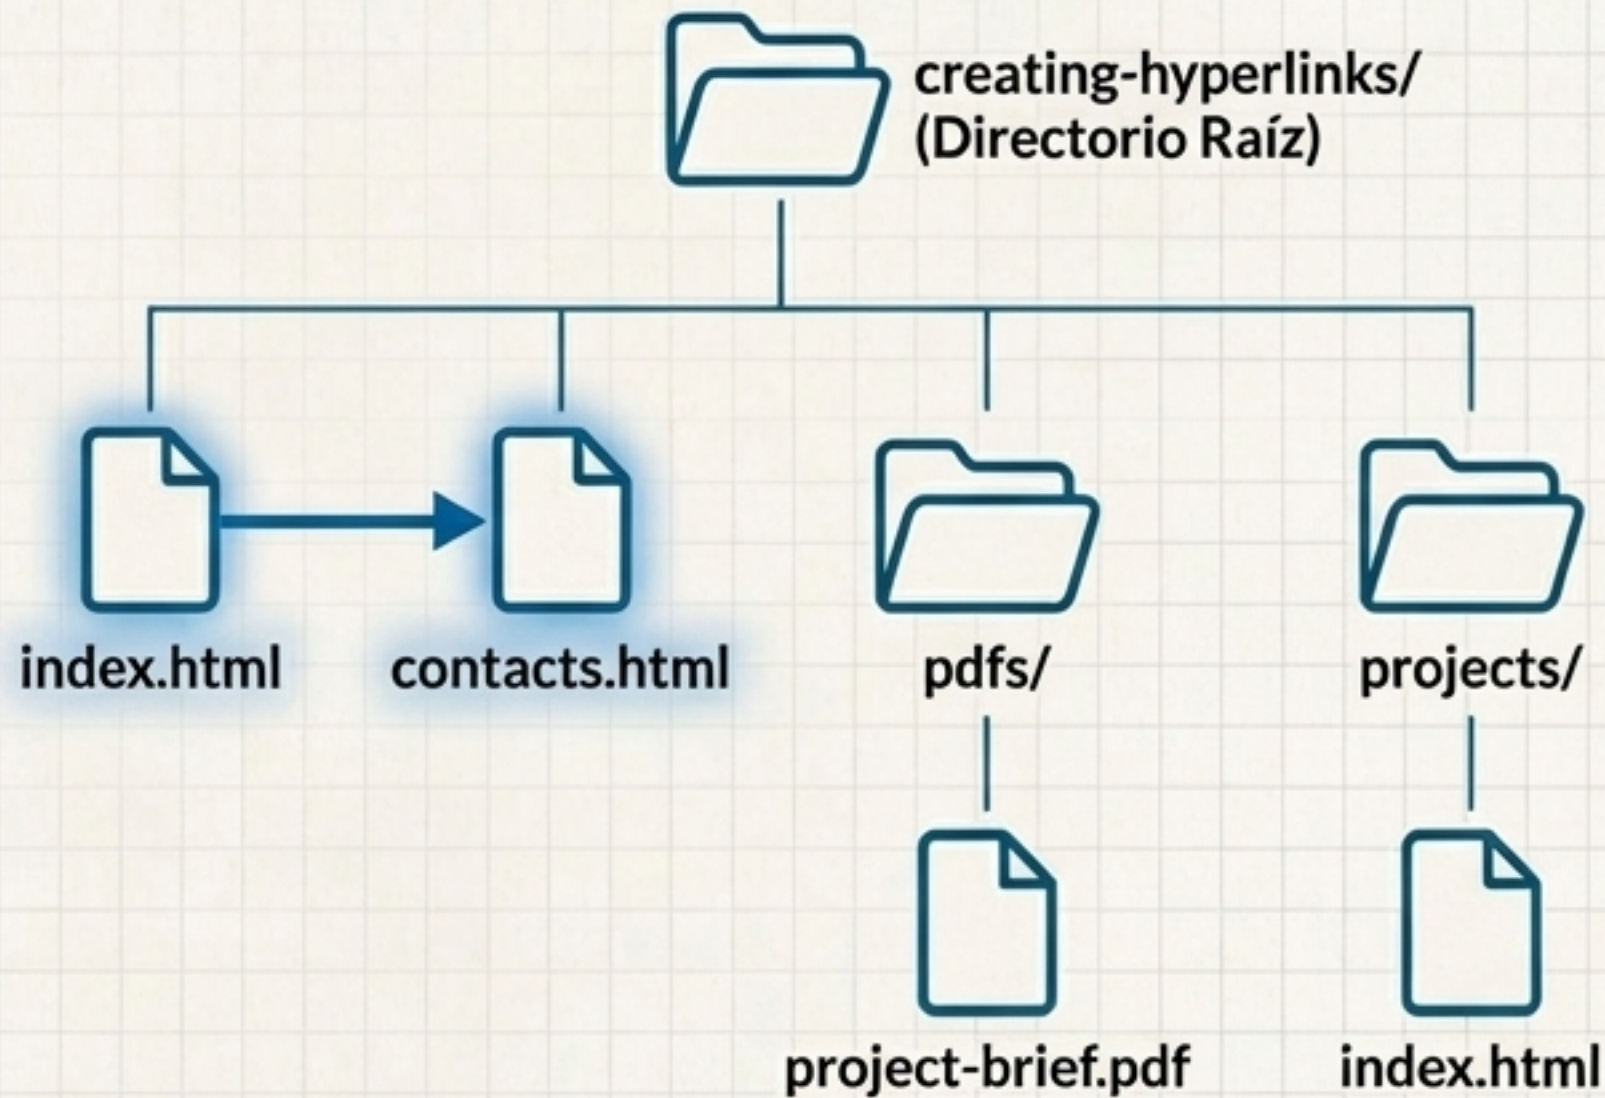 creating-hyperlinks/
(Directorio Raíz)
index.html
contacts.html
pdfs/
projects/
project-brief.pdf
index.html